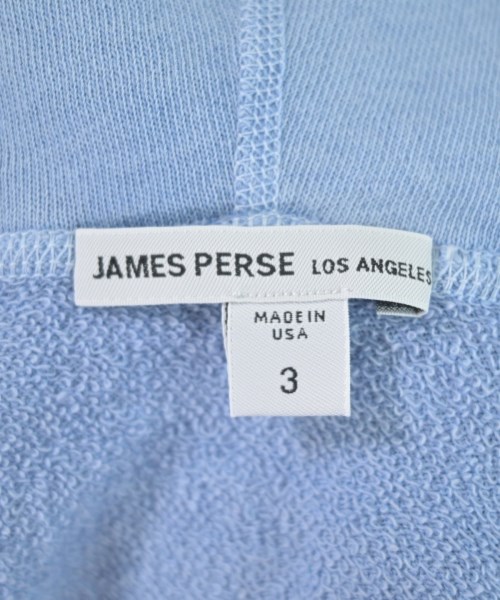 JAMES PERSE LOS ANGELES
MADE IN
USA
3